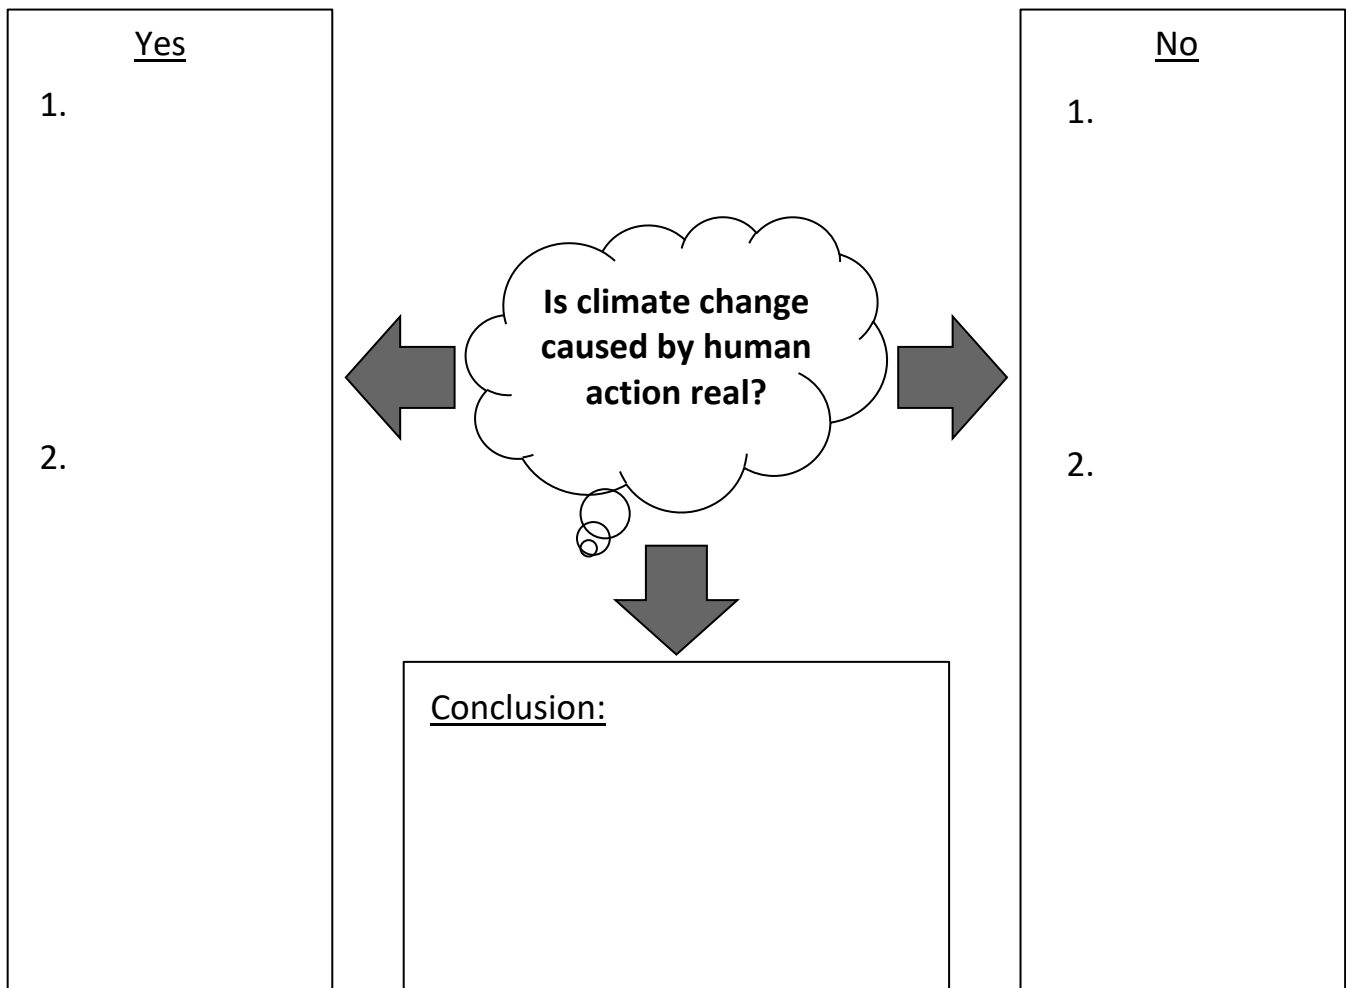 Yes
1.
2.
Is climate change
caused by human
action real?
No
1.
2.
Conclusion: